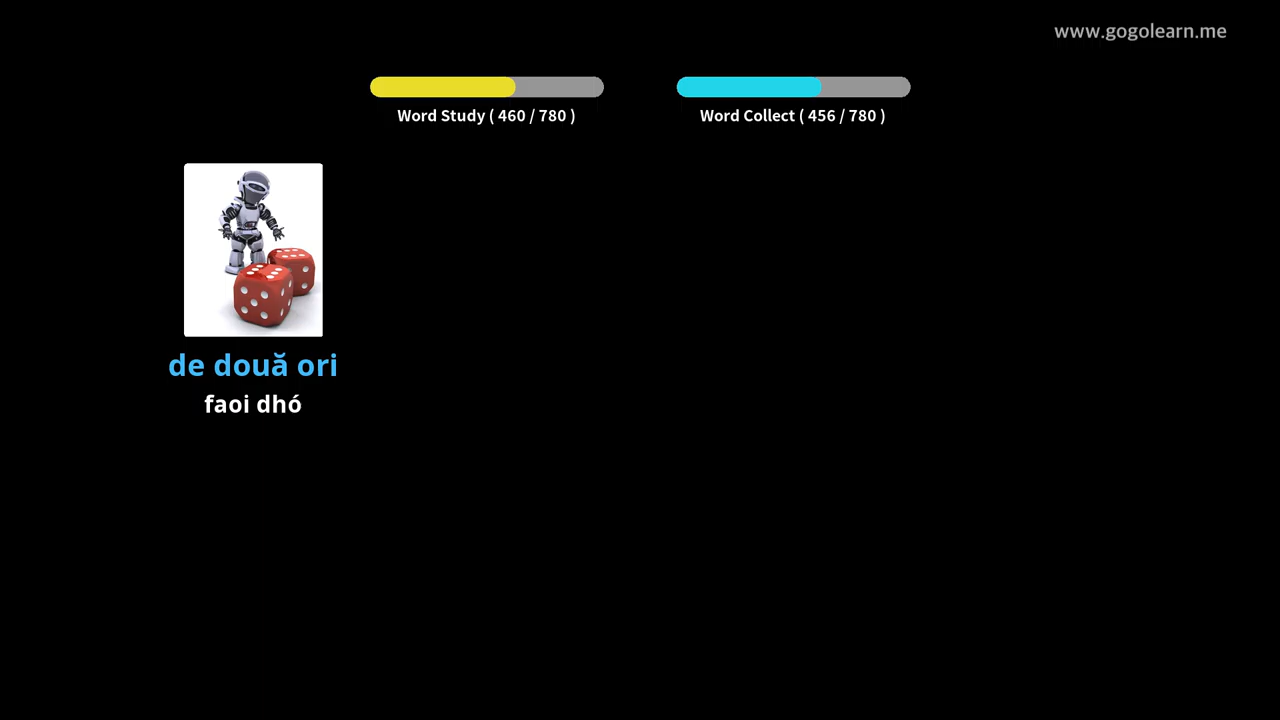 www.gogolearn.me
Word Study ( 460 / 780 )
Word Collect ( 456 / 780 )
de două ori
faoi dhó